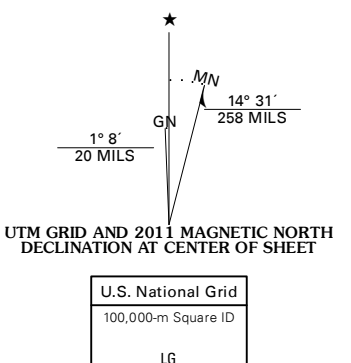 ★
MN
GN
14° 31´
258 MILS
1° 8´
20 MILS
UTM GRID AND 2011 MAGNETIC NORTH
DECLINATION AT CENTER OF SHEET
U.S. National Grid
100,000-m Square ID
LG